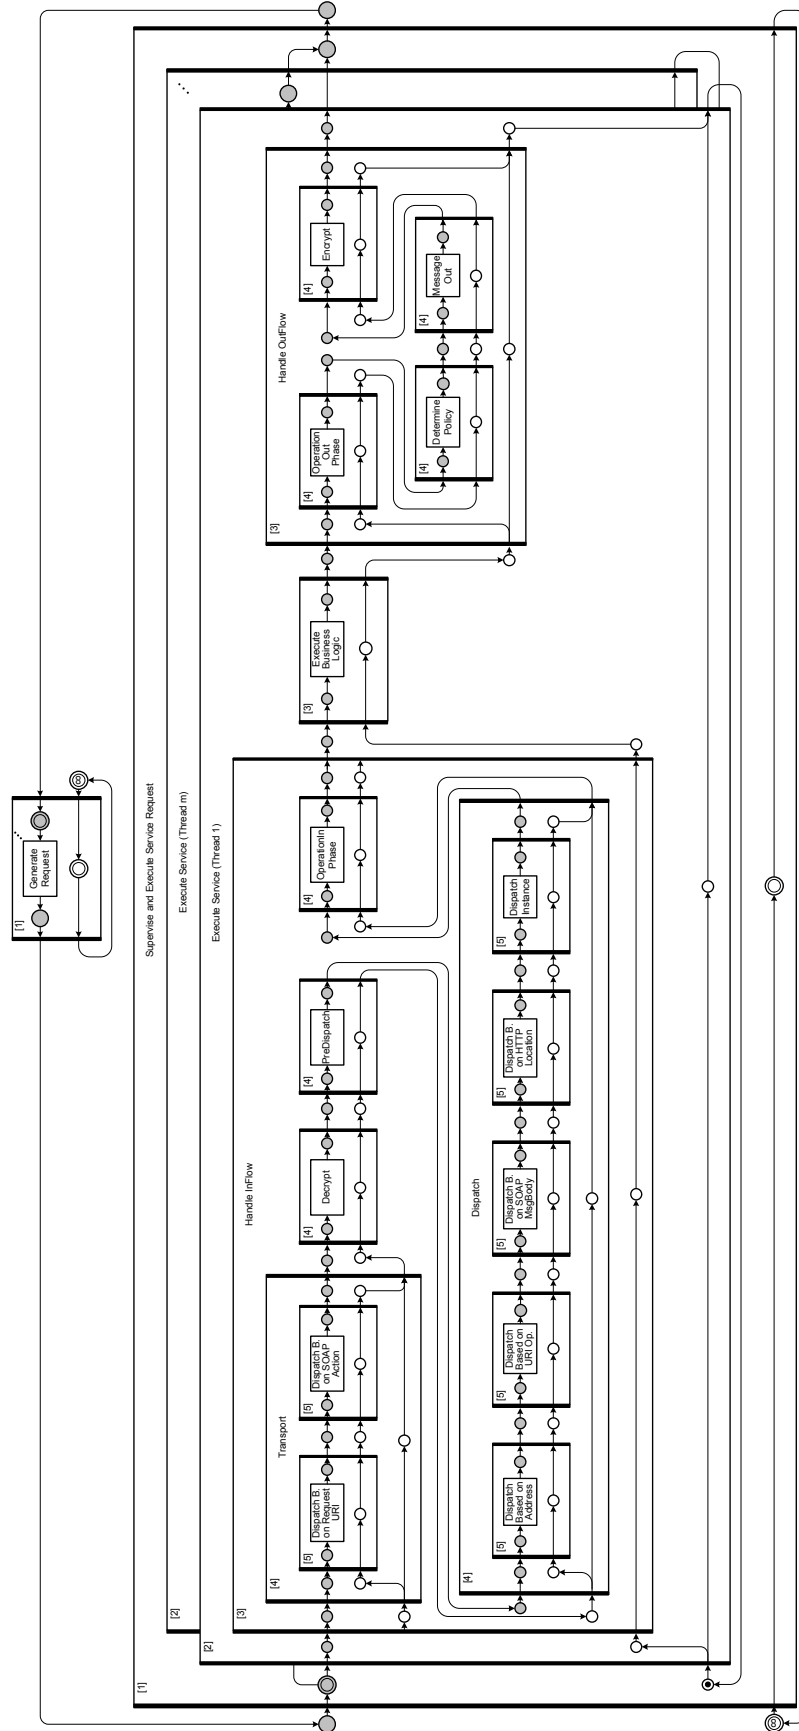 [1]
Generate
Request
...
∞
[1]
Supervise and Execute Service Request
[2]
Execute Service (Thread m)
...
[2]
Execute Service (Thread 1)
[3]
Handle InFlow
[4]
Transport
[5]
Dispatch B.
on Request
URI
[5]
Dispatch B.
on SOAP
Action
[4]
Decrypt
[4]
PreDispatch
[4]
OperationIn
Phase
[4]
Dispatch
[5]
Dispatch
Based on
Address
[5]
Dispatch
Based on
URI Op.
[5]
Dispatch B.
on SOAP
MsgBody
[5]
Dispatch B.
on HTTP
Location
[5]
Dispatch
Instance
[3]
Execute
Business
Logic
[3]
Handle OutFlow
[4]
Operation
Out
Phase
[4]
Encrypt
[4]
Determine
Policy
[4]
Message
Out
∞